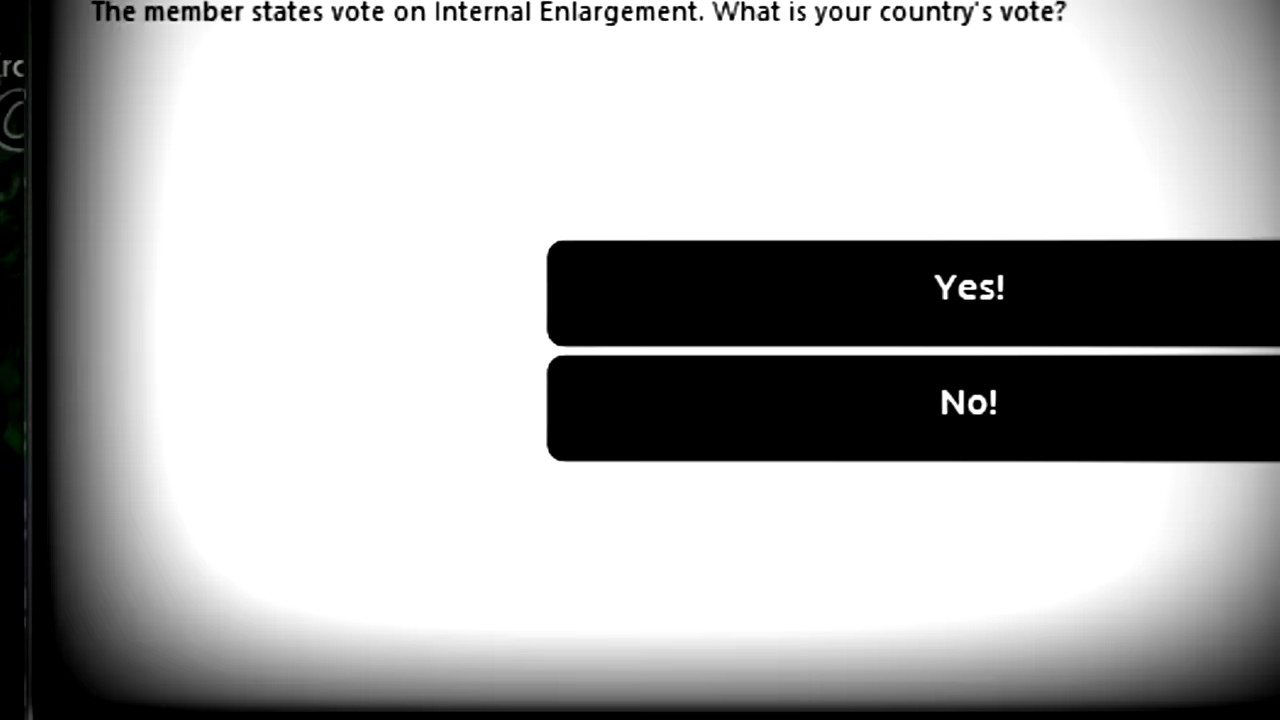 The member states vote on Internal Enlargement. What is your country's vote?
Yes!
No!